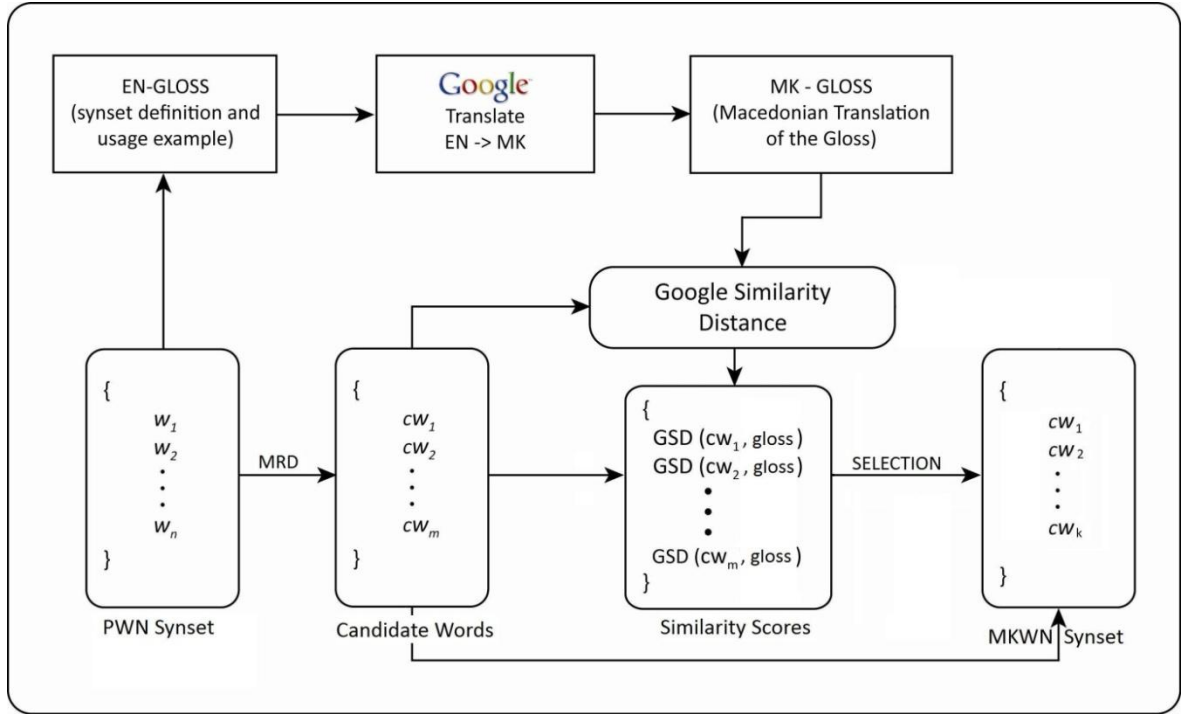 EN-GLOSS
(synset definition and
usage example)
Google
Translate
EN -> MK
MK - GLOSS
(Macedonian Translation
of the Gloss)
Google Similarity
Distance
{
w1
w2
.
.
.
wn
}
PWN Synset
MRD
{
cw1
cw2
.
.
.
.
cwm
}
Candidate Words
{
GSD (cw1, gloss)
GSD (cw2, gloss)
•
•
•
GSD (cwm, gloss)
}
Similarity Scores
SELECTION
{
cw1
cw2
.
.
.
.
cwk
}
MKWN Synset